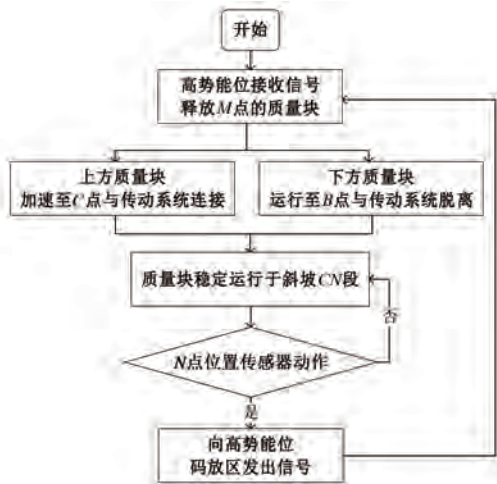 开始
高势能位接收信号
释放M点的质量块
上方质量块
加速至C点与传动系统连接
下方质量块
运行至B点与传动系统脱离
质量块稳定运行于斜坡CN段
否
N点位置传感器动作
是
向高势能位
码放区发出信号